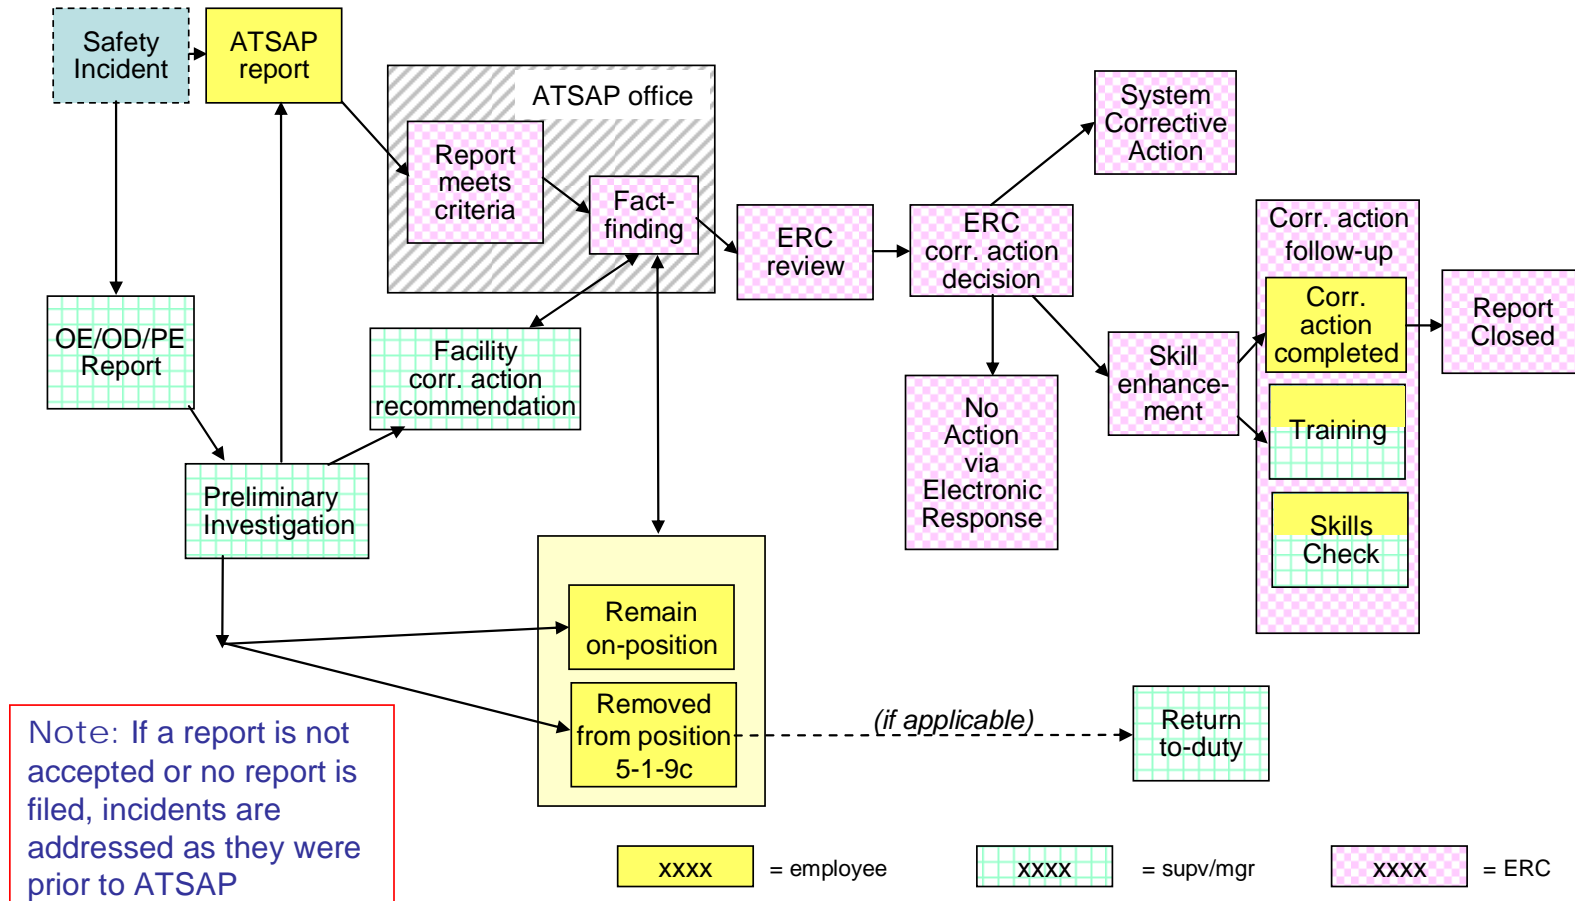 Safety
Incident
ATSAP
report
ATSAP office
Report
meets
criteria
Fact-
finding
System
Corrective
Action
ERC
review
ERC
corr. action
decision
Corr. action
follow-up
Corr.
action
completed
Report
Closed
OE/OD/PE
Report
Facility
corr. action
recommendation
Skill
enhance-
ment
No
Action
via
Electronic
Response
Training
Skills
Check
Preliminary
Investigation
Remain
on-position
Removed
from position
5-1-9c
(if applicable)
Return
to-duty
Note: If a report is not
accepted or no report is
filed, incidents are
addressed as they were
prior to ATSAP
xxxx = employee
xxxx = supv/mgr
xxxx = ERC